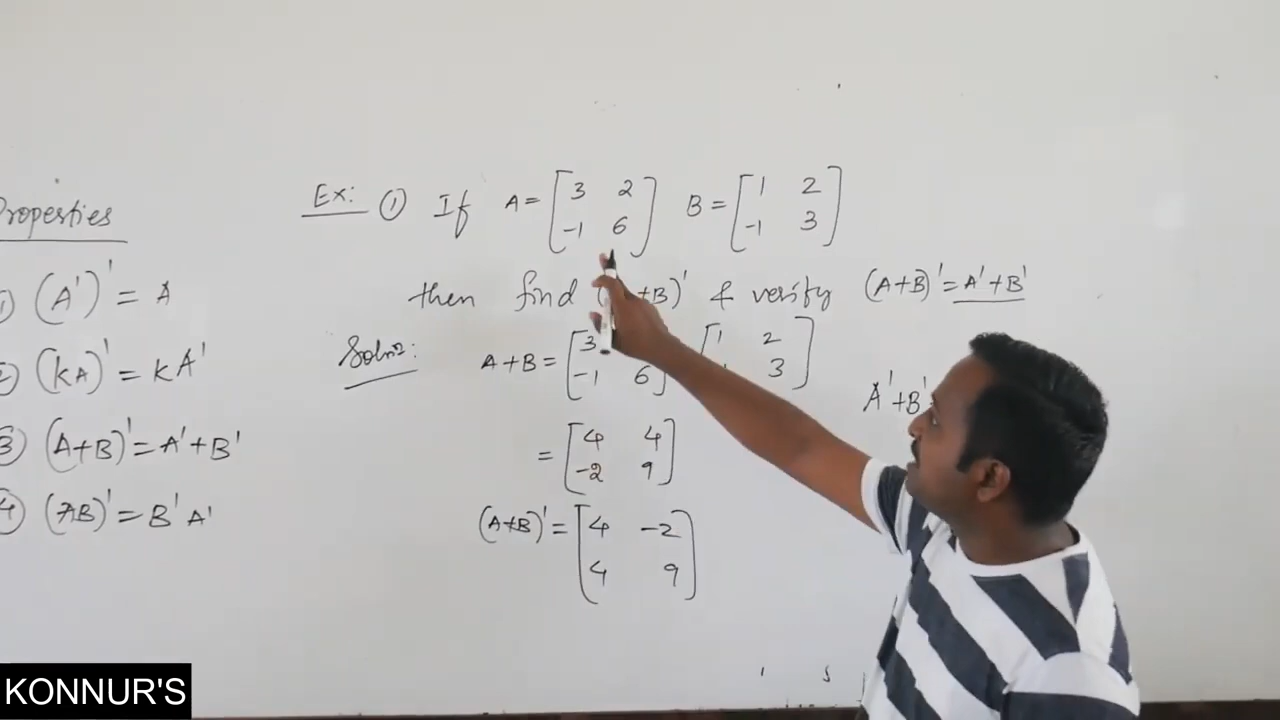 Properties
(A')' = A
(KA)' = KA'
(A+B)' = A' + B'
(AB)' = B' A'
Ex: ① If A = [3 2 B = [1 2
-1 6] -1 3]
then find +B)' & verify (A+B)' = A' + B'
Soln: A+B = [3 [1 2
-1 6] 3]
A' + B'
= [4 4
-2 9]
(A+B)' = [4 -2
4 9]
KONNUR'S